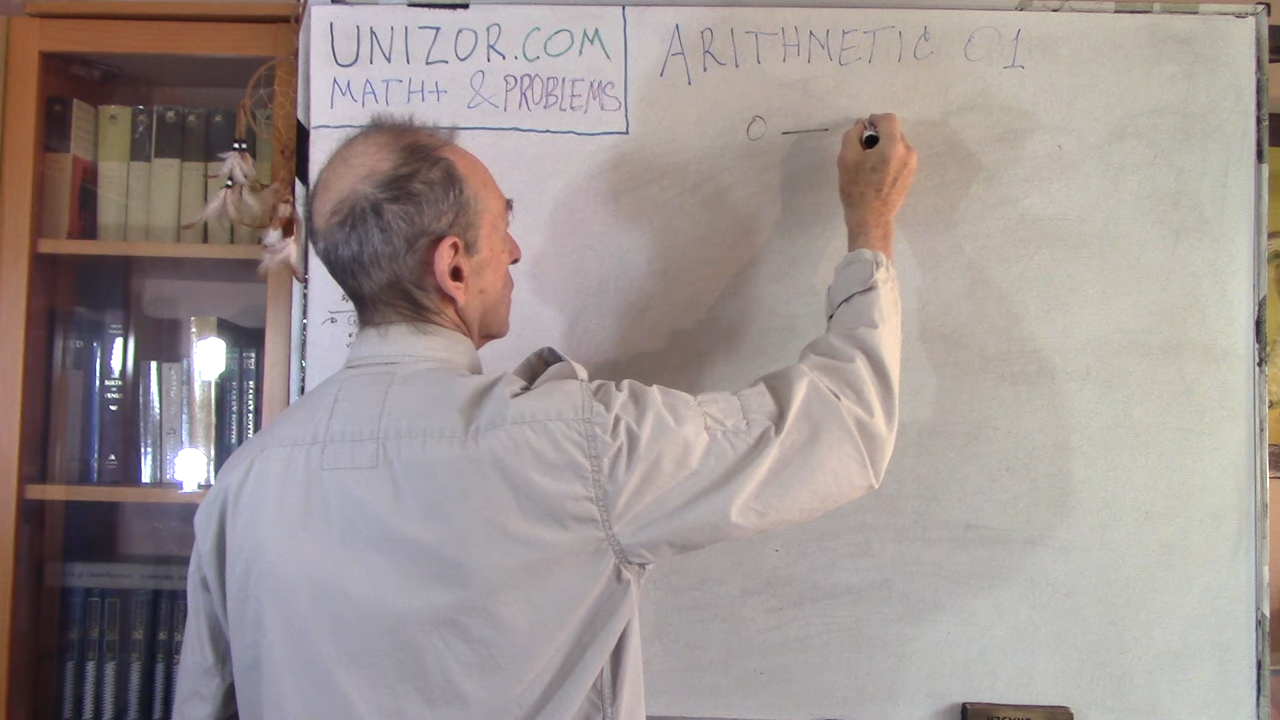 UNIZOR.COM
MATH+ & PROBLEMS
ARITHMETIC 01
0 —